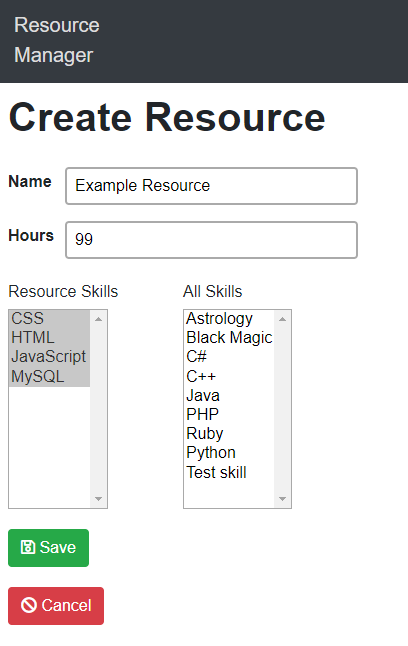 Resource
Manager
Create Resource
Name Example Resource
Hours 99
Resource Skills
CSS
HTML
JavaScript
MySQL
All Skills
Astrology
Black Magic
C#
C++
Java
PHP
Ruby
Python
Test skill
Save
Cancel